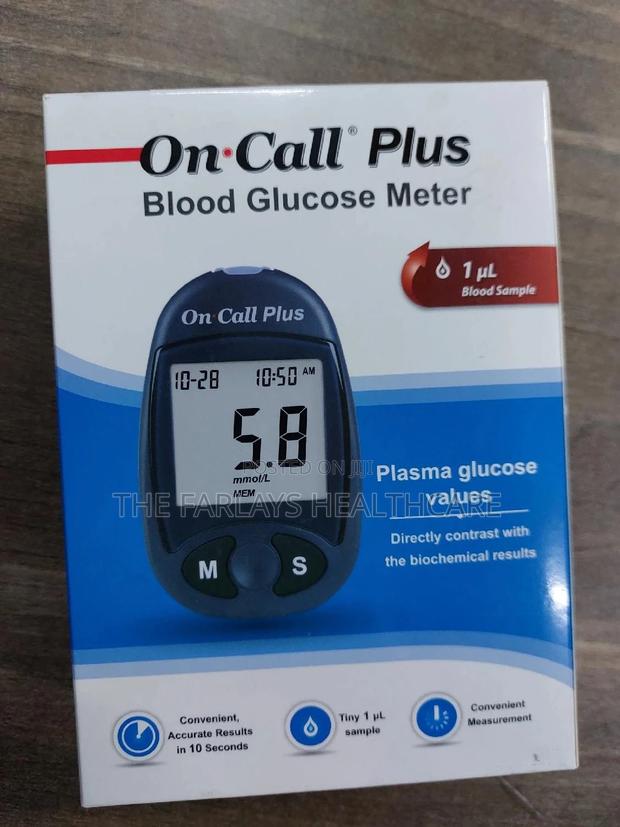 On·Call® Plus
Blood Glucose Meter
1 µL
Blood Sample
On·Call Plus
10-28 10:50 AM
5.8
mmol/L
MEM
POSTED ON JIJI
THE FARLAYS HEALTHCARE
Plasma glucose
values
Directly contrast with
the biochemical results
M S
Convenient,
Accurate Results
in 10 Seconds
Tiny 1 µL
sample
Convenient
Measurement